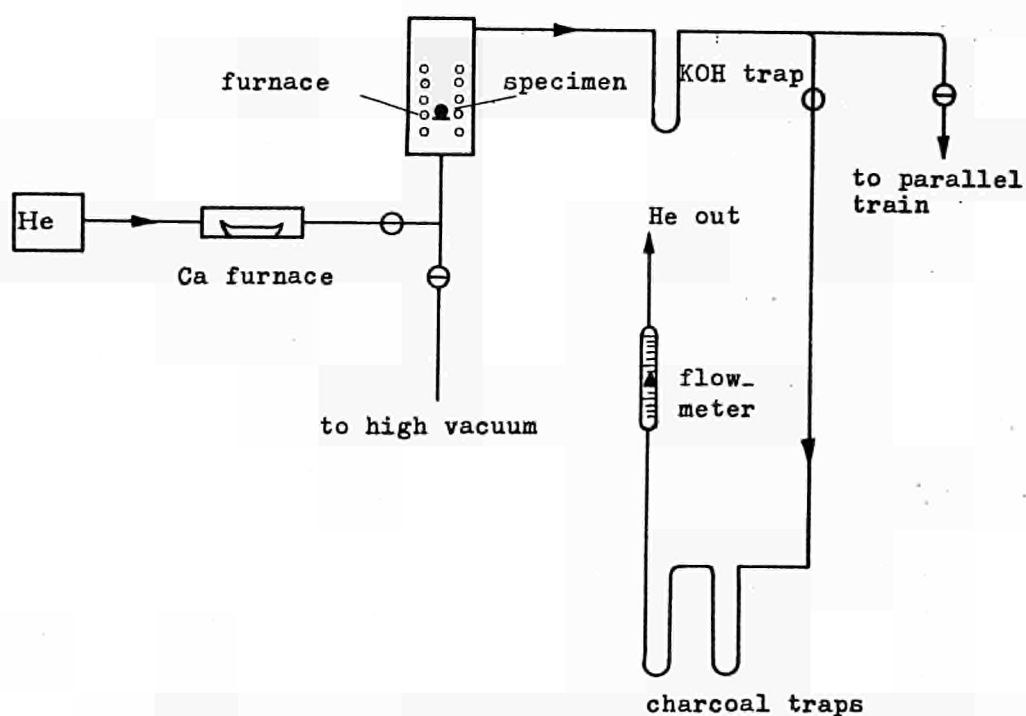 furnace
specimen
KOH trap
to parallel
train
He
Ca furnace
He out
to high vacuum
flow_
meter
charcoal traps